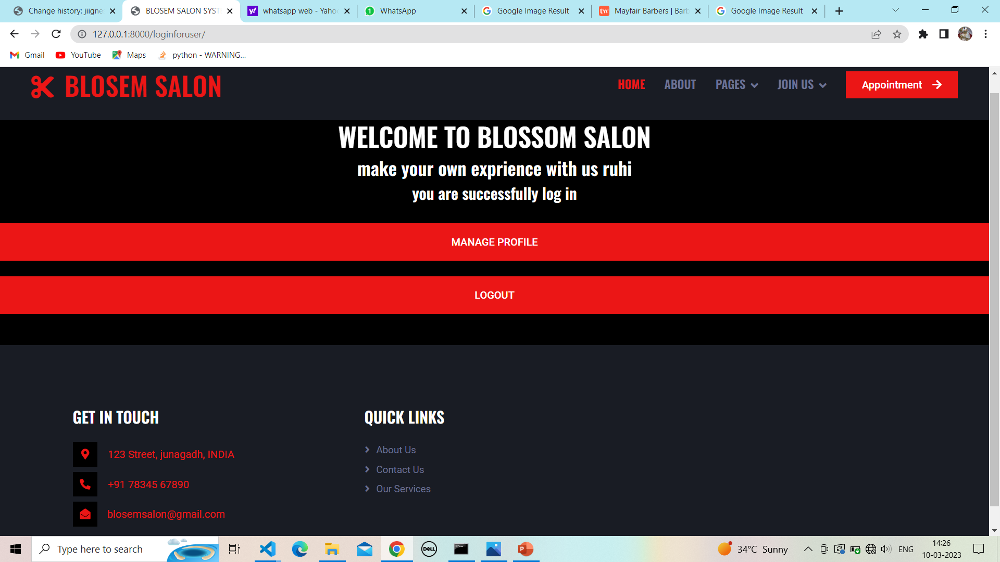 Change history: jiigne
BLOSEM SALON SYST
whatsapp web - Yaho
WhatsApp
Google Image Result
Mayfair Barbers | Barb
Google Image Result
127.0.0.1:8000/loginforuser/
Gmail
YouTube
Maps
python - WARNING...
BLOSEM SALON
HOME
ABOUT
PAGES
JOIN US
Appointment
WELCOME TO BLOSSOM SALON
make your own exprience with us ruhi
you are successfully log in
MANAGE PROFILE
LOGOUT
GET IN TOUCH
123 Street, junagadh, INDIA
+91 78345 67890
blosemsalon@gmail.com
QUICK LINKS
About Us
Contact Us
Our Services
Type here to search
DELL
34°C Sunny
ENG
14:26
10-03-2023